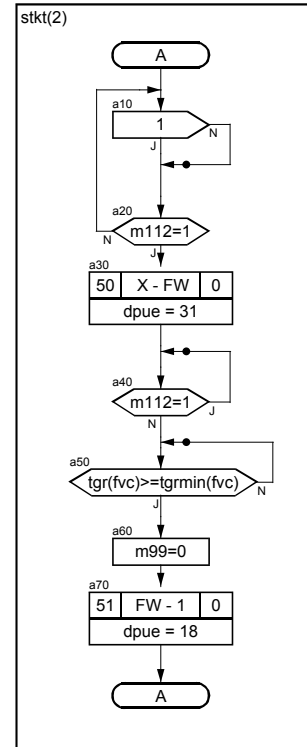 stkt(2)
A
a10
1
N
J
a20
m112=1
N
J
a30
50 X - FW 0
dpue = 31
a40
m112=1
J
N
a50
tgr(fvc)>=tgrmin(fvc)
N
J
a60
m99=0
a70
51 FW - 1 0
dpue = 18
A